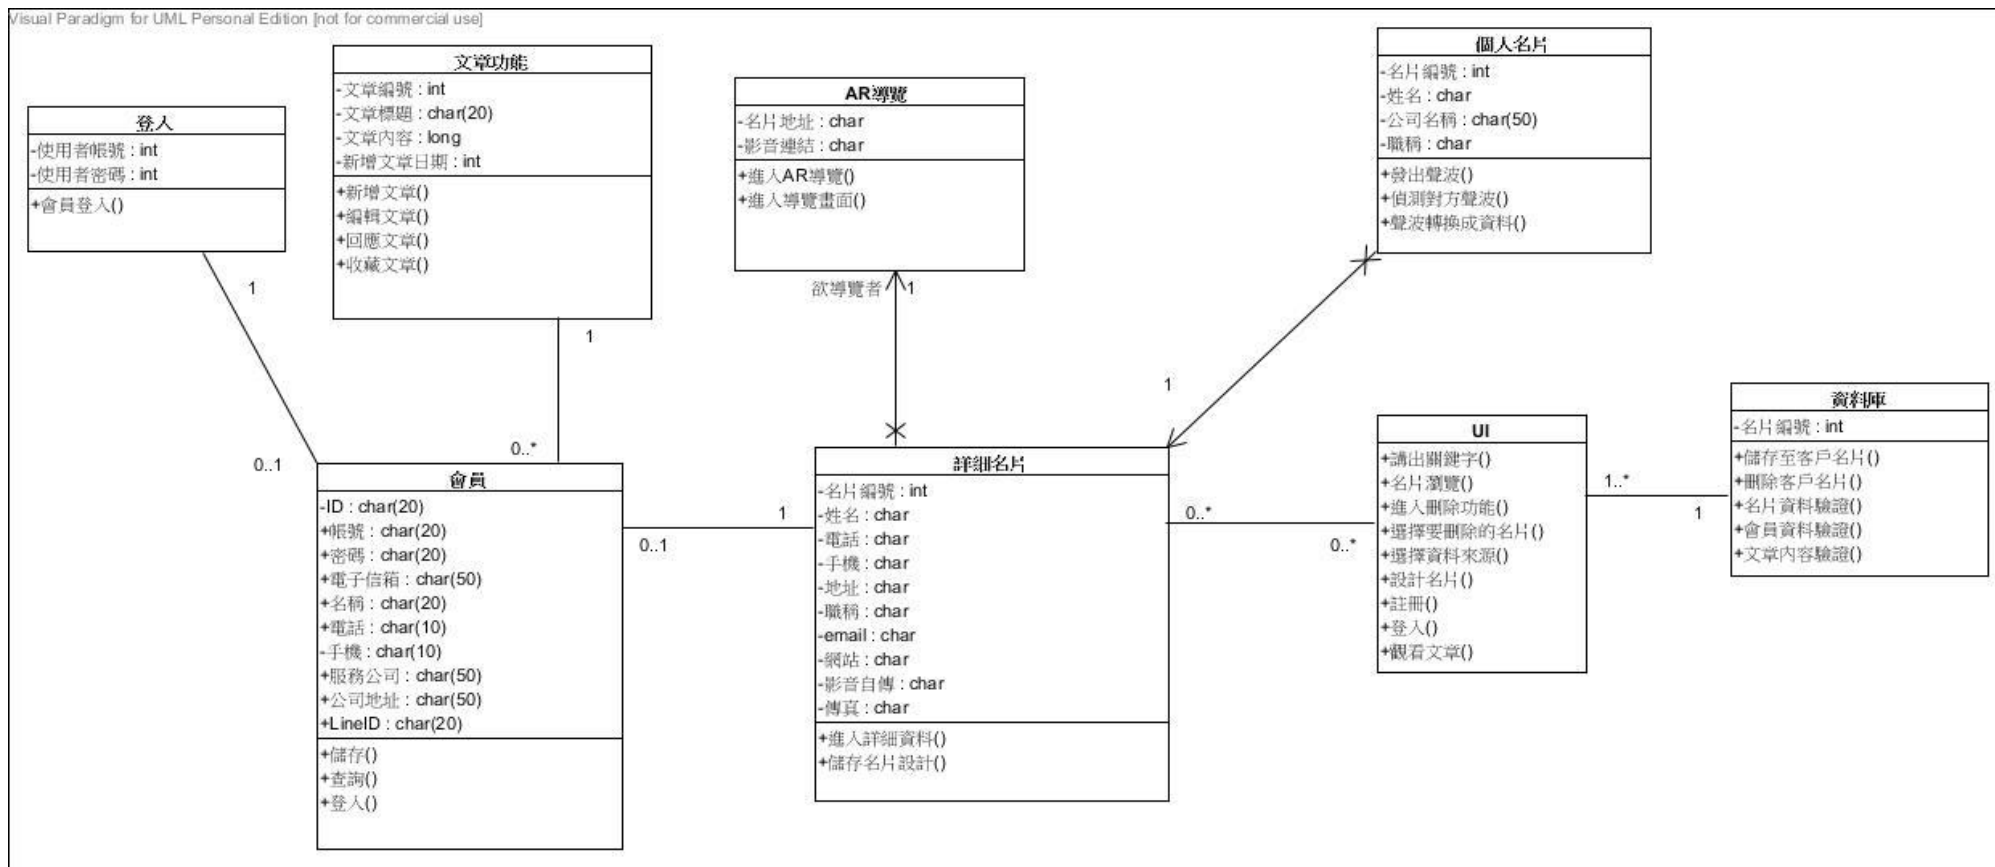 Visual Paradigm for UML Personal Edition [not for commercial use]
登入
-使用者帳號 : int
-使用者密碼 : int
+會員登入()
1
0..1
文章功能
-文章編號 : int
-文章標題 : char(20)
-文章內容 : long
-新增文章日期 : int
+新增文章()
+編輯文章()
+回應文章()
+收藏文章()
1
0..*
AR導覽
-名片地址 : char
-影音連結 : char
+進入AR導覽()
+進入導覽畫面()
欲導覽者
1
個人名片
-名片編號 : int
-姓名 : char
-公司名稱 : char(50)
-職稱 : char
+發出聲波()
+偵測對方聲波()
+聲波轉換成資料()
1
會員
-ID : char(20)
+帳號 : char(20)
+密碼 : char(20)
+電子信箱 : char(50)
+名稱 : char(20)
+電話 : char(10)
-手機 : char(10)
+服務公司 : char(50)
+公司地址 : char(50)
+LineID : char(20)
+儲存()
+查詢()
+登入()
0..1
1
詳細名片
-名片編號 : int
-姓名 : char
-電話 : char
-手機 : char
-地址 : char
-職稱 : char
-email : char
-網站 : char
-影音自傳 : char
-傳真 : char
+進入詳細資料()
+儲存名片設計()
0..*
0..*
UI
+講出關鍵字()
+名片瀏覽()
+進入刪除功能()
+選擇要刪除的名片()
+選擇資料來源()
+設計名片()
+註冊()
+登入()
+觀看文章()
1..*
1
資料庫
-名片編號 : int
+儲存至客戶名片()
+刪除客戶名片()
+名片資料驗證()
+會員資料驗證()
+文章內容驗證()